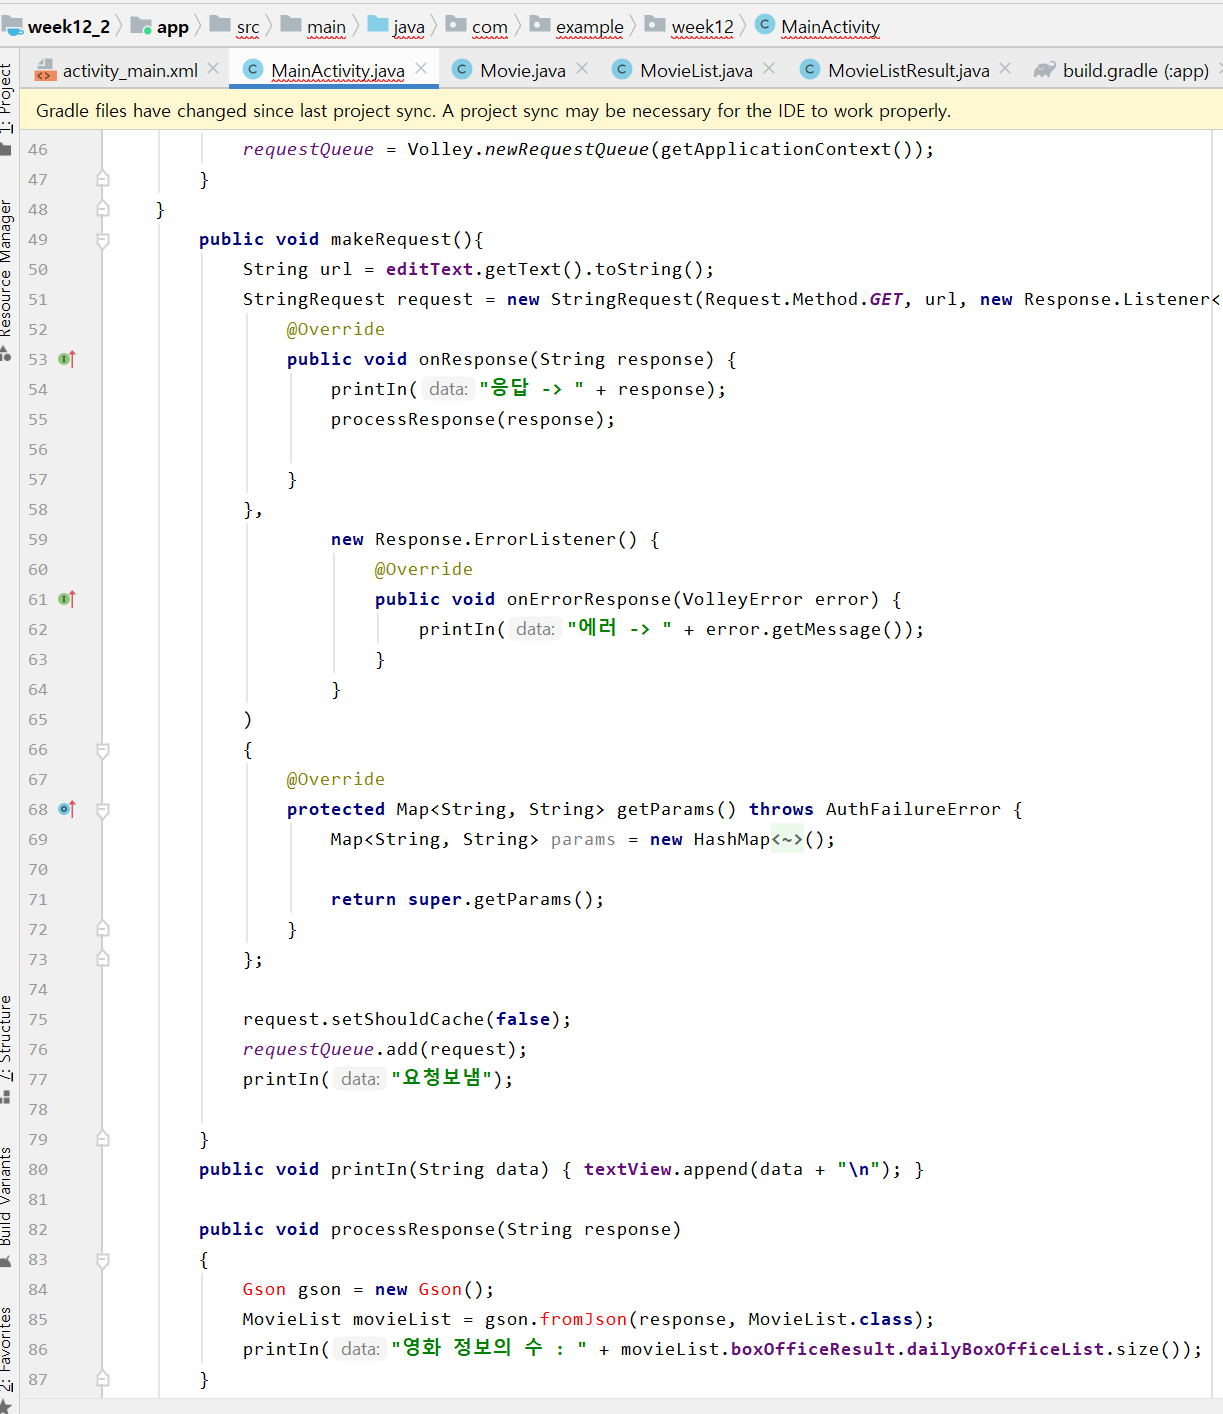 week12_2 app src main java com example week12 MainActivity
activity_main.xml MainActivity.java Movie.java MovieList.java MovieListResult.java build.gradle (:app)
Gradle files have changed since last project sync. A project sync may be necessary for the IDE to work properly.
1: Project
Resource Manager
7: Structure
Build Variants
2: Favorites
46 requestQueue = Volley.newRequestQueue(getApplicationContext());
47 }
48 }
49 public void makeRequest(){
50 String url = editText.getText().toString();
51 StringRequest request = new StringRequest(Request.Method.GET, url, new Response.Listener<
52 @Override
53 public void onResponse(String response) {
54 printIn( data: "응답 -> " + response);
55 processResponse(response);
56
57 }
58 },
59 new Response.ErrorListener() {
60 @Override
61 public void onErrorResponse(VolleyError error) {
62 printIn( data: "에러 -> " + error.getMessage());
63 }
64 }
65 )
66 {
67 @Override
68 protected Map<String, String> getParams() throws AuthFailureError {
69 Map<String, String> params = new HashMap<~>();
70
71 return super.getParams();
72 }
73 };
74
75 request.setShouldCache(false);
76 requestQueue.add(request);
77 printIn( data: "요청보냄");
78
79 }
80 public void printIn(String data) { textView.append(data + "\n"); }
81
82 public void processResponse(String response)
83 {
84 Gson gson = new Gson();
85 MovieList movieList = gson.fromJson(response, MovieList.class);
86 printIn( data: "영화 정보의 수 : " + movieList.boxOfficeResult.dailyBoxOfficeList.size());
87 }